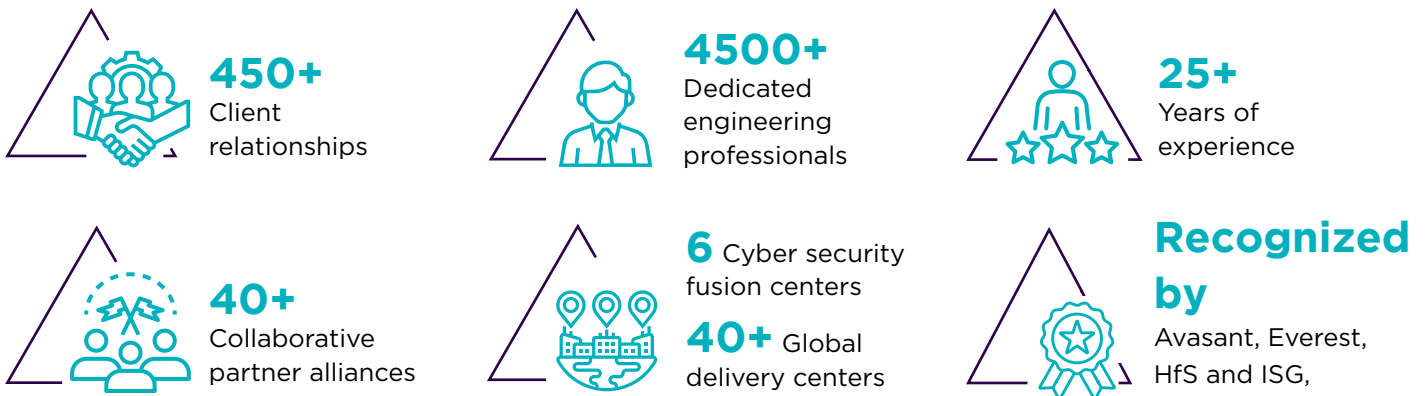 450+
Client
relationships
4500+
Dedicated
engineering
professionals
25+
Years of
experience
40+
Collaborative
partner alliances
6 Cyber security
fusion centers
40+ Global
delivery centers
Recognized
by
Avasant, Everest,
HfS and ISG,